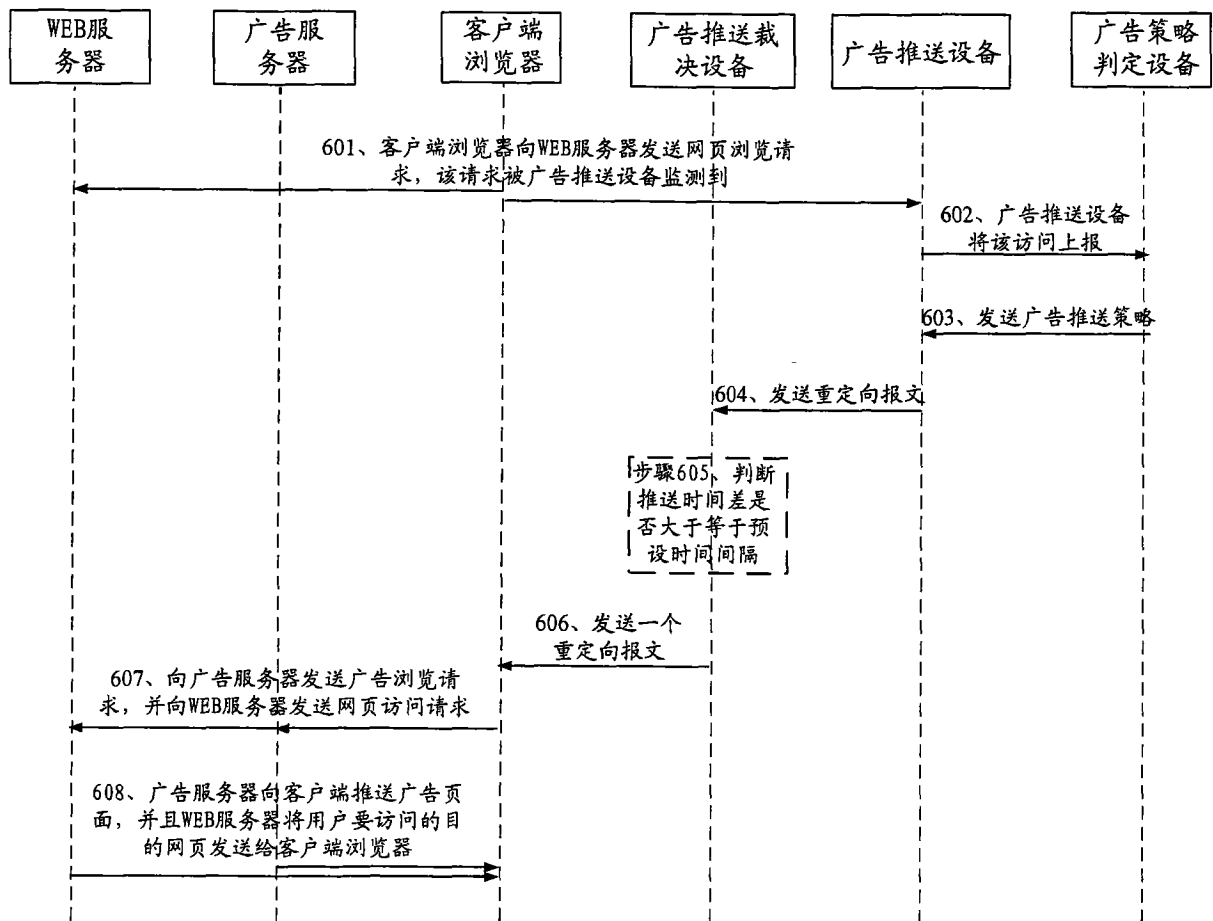 WEB服
务器
广告服
务器
客户端
浏览器
广告推送裁
决设备
广告推送设备
广告策略
判定设备
601、客户端浏览器向WEB服务器发送网页浏览请
求，该请求被广告推送设备监测到
602、广告推送设备
将该访问上报
603、发送广告推送策略
604、发送重定向报文
步骤605、判断
推送时间差是
否大于等于预
设时间间隔
606、发送一个
重定向报文
607、向广告服务器发送广告浏览请
求，并向WEB服务器发送网页访问请求
608、广告服务器向客户端推送广告页
面，并且WEB服务器将用户要访问的目
的网页发送给客户端浏览器